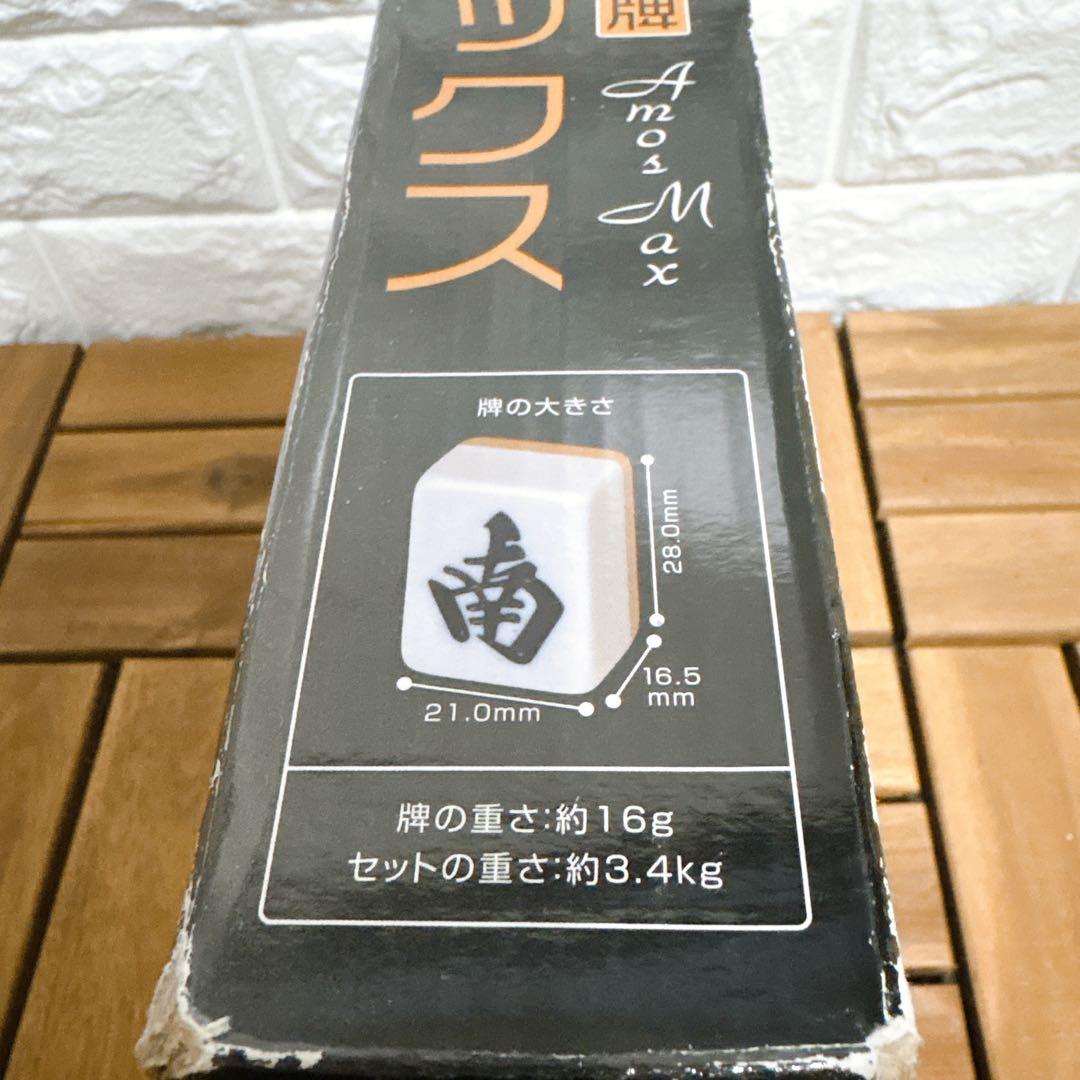 ックス
牌
Amos Max
牌の大きさ
南
28.0mm
16.5
mm
21.0mm
牌の重さ:約16g
セットの重さ:約3.4kg